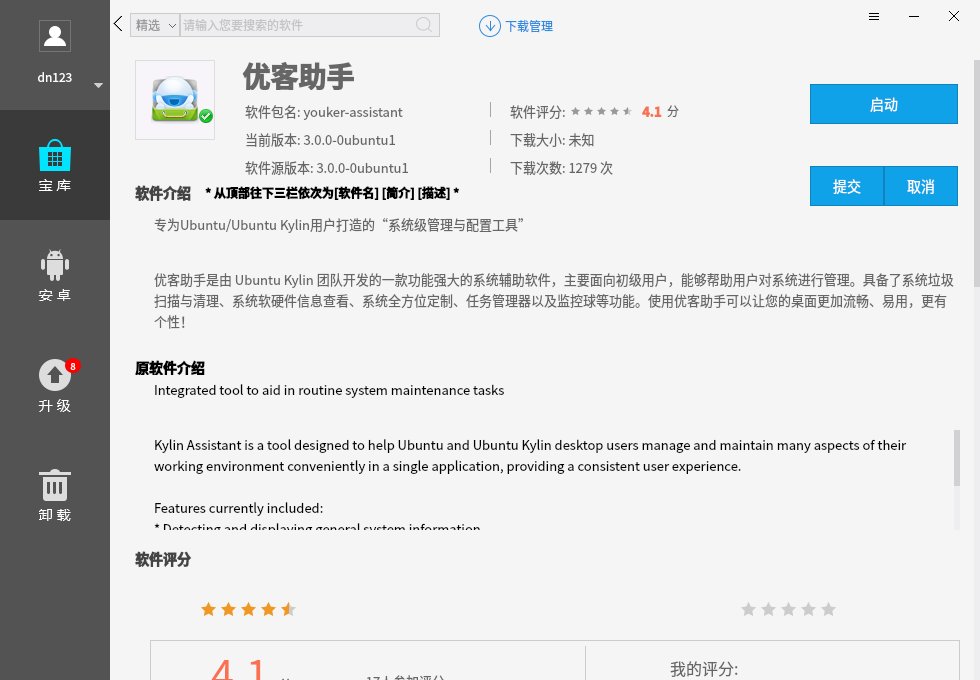 精选
请输入您要搜索的软件
下载管理
dn123
宝库
安卓
8
升级
卸载
优客助手
软件包名: youker-assistant
软件评分:
4.1 分
当前版本: 3.0.0-0ubuntu1
下载大小: 未知
软件源版本: 3.0.0-0ubuntu1
下载次数: 1279 次
启动
提交
取消
软件介绍 * 从顶部往下三栏依次为[软件名] [简介] [描述] *
专为Ubuntu/Ubuntu Kylin用户打造的“系统级管理与配置工具”
优客助手是由 Ubuntu Kylin 团队开发的一款功能强大的系统辅助软件，主要面向初级用户，能够帮助用户对系统进行管理。具备了系统垃圾
扫描与清理、系统软硬件信息查看、系统全方位定制、任务管理器以及监控球等功能。使用优客助手可以让您的桌面更加流畅、易用，更有
个性！
原软件介绍
Integrated tool to aid in routine system maintenance tasks
Kylin Assistant is a tool designed to help Ubuntu and Ubuntu Kylin desktop users manage and maintain many aspects of their
working environment conveniently in a single application, providing a consistent user experience.
Features currently included:
* Detecting and displaying general system information
软件评分
4.1
17人参加评分
我的评分: